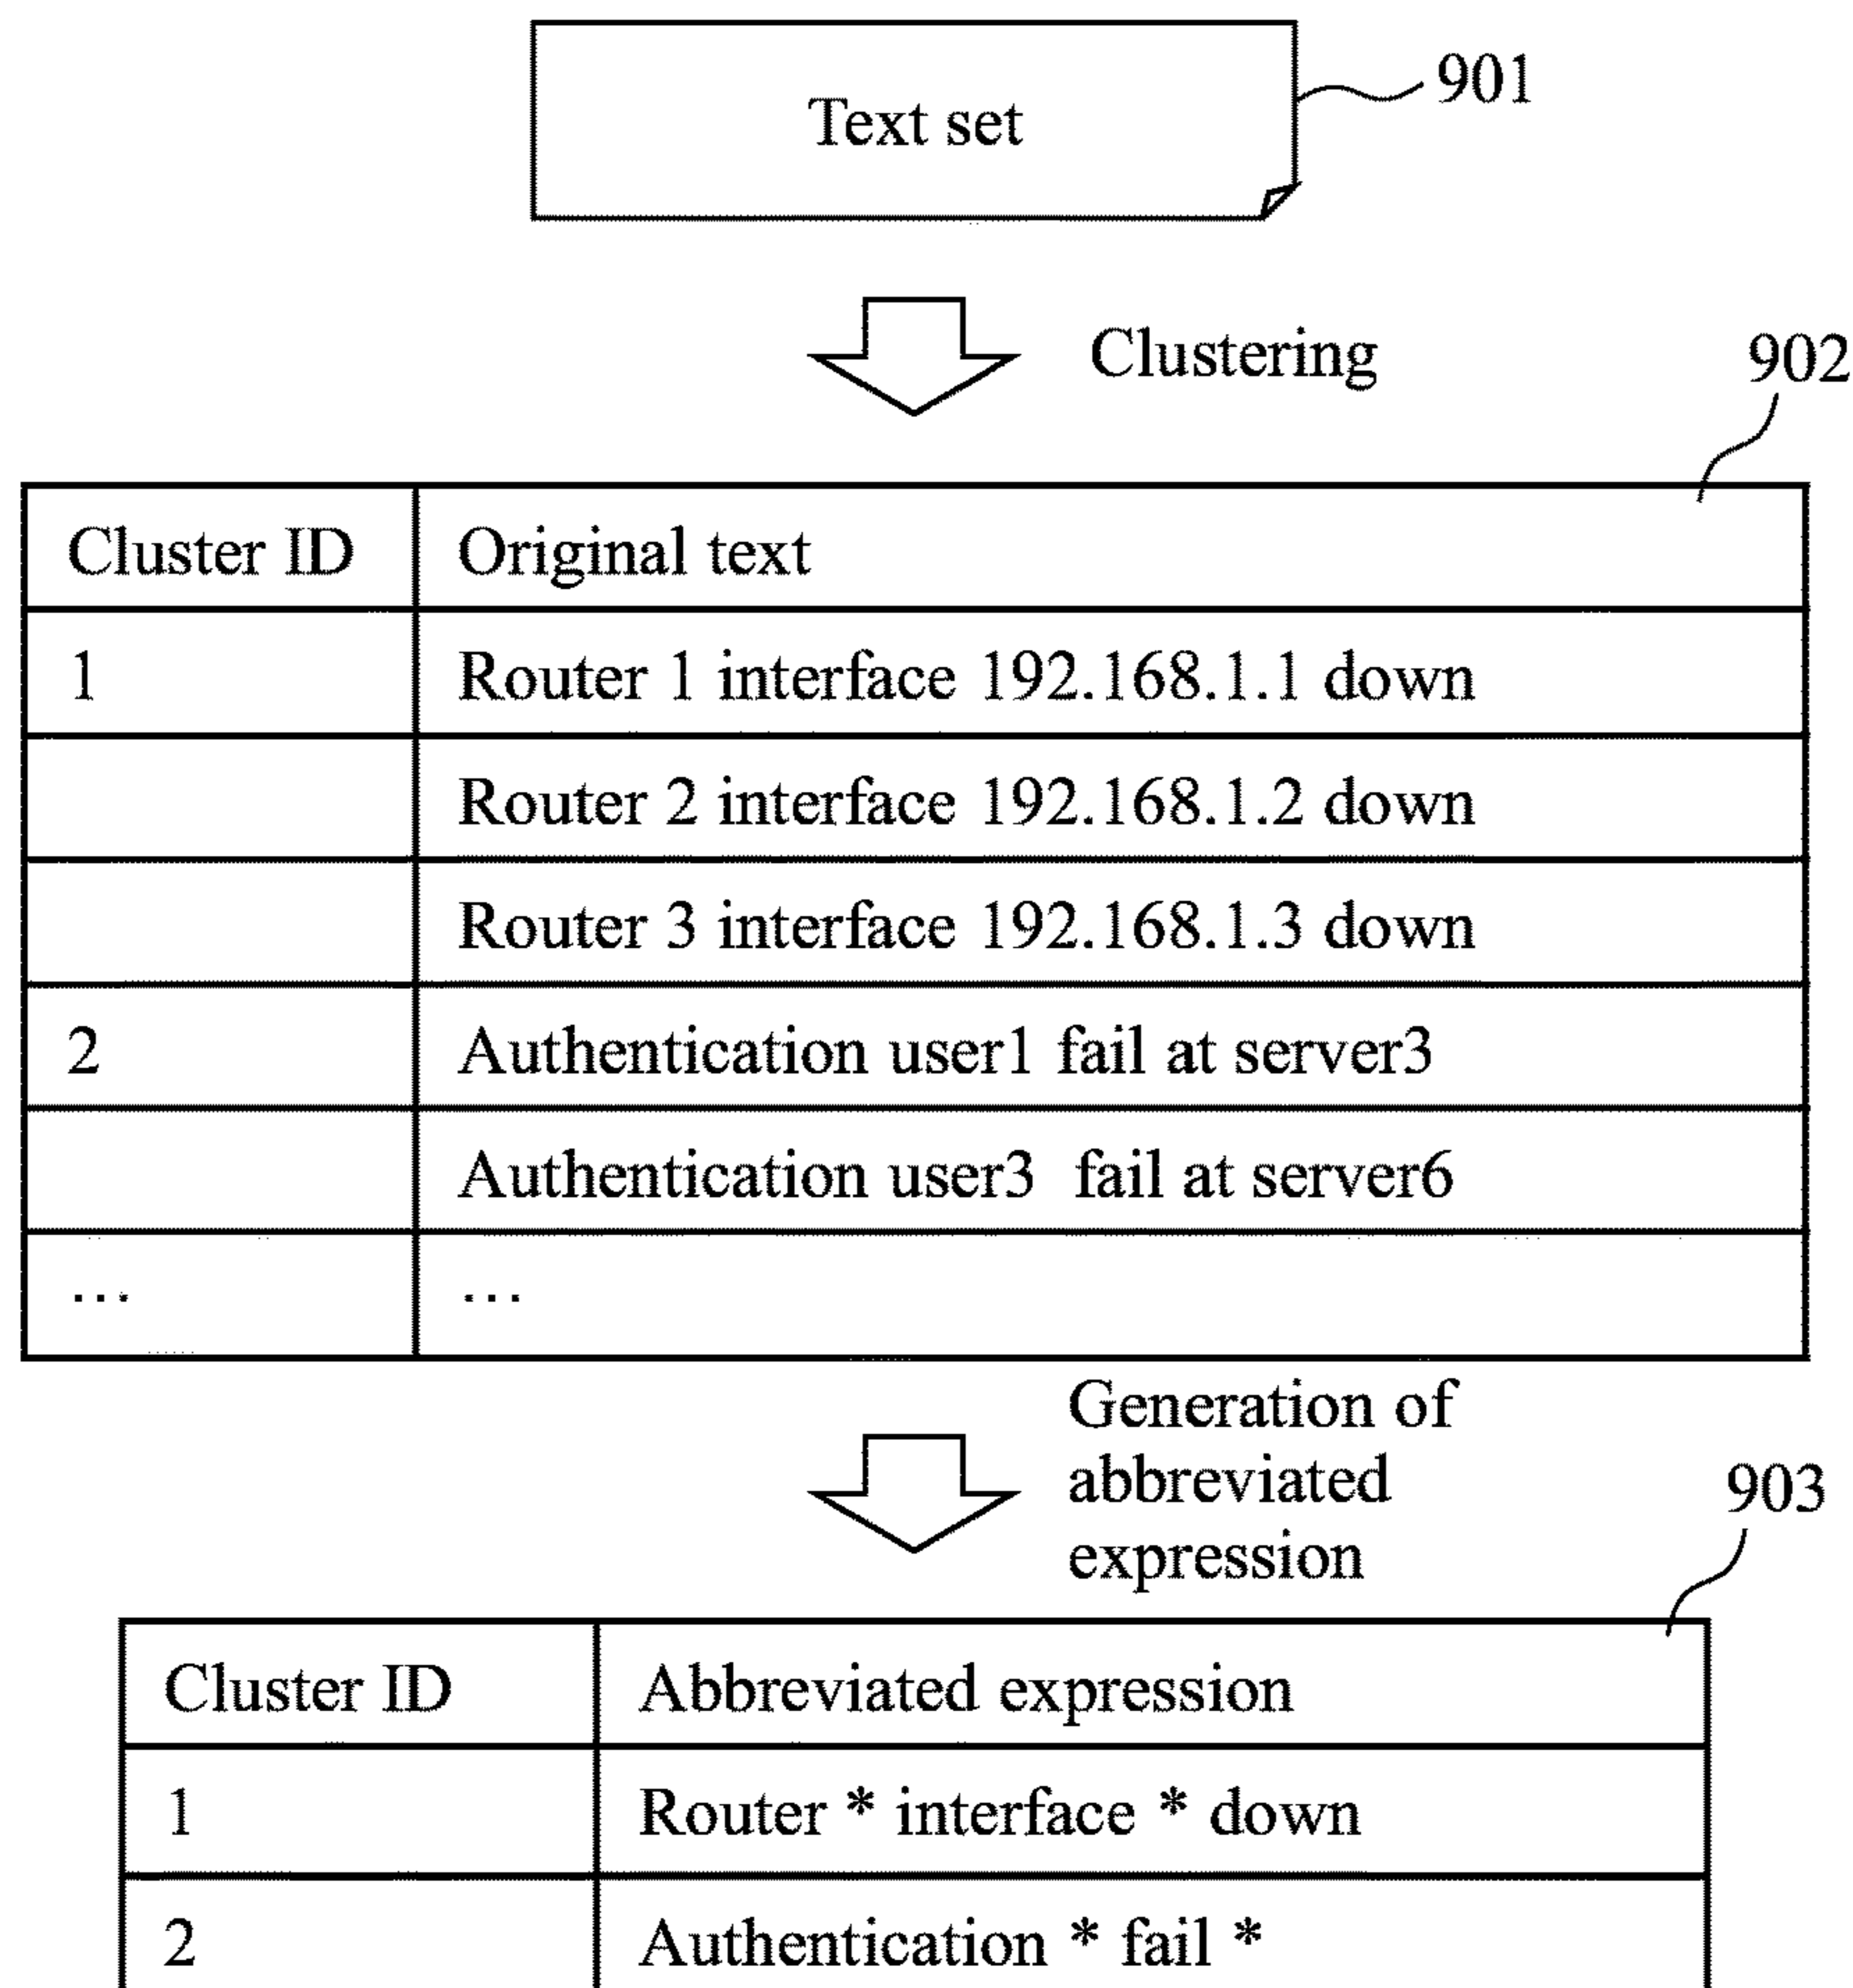 Text set
901
Clustering
902
Cluster ID Original text
1 Router 1 interface 192.168.1.1 down
Router 2 interface 192.168.1.2 down
Router 3 interface 192.168.1.3 down
2 Authentication user1 fail at server3
Authentication user3 fail at server6
... ...
Generation of
abbreviated
expression
903
Cluster ID Abbreviated expression
1 Router * interface * down
2 Authentication * fail *